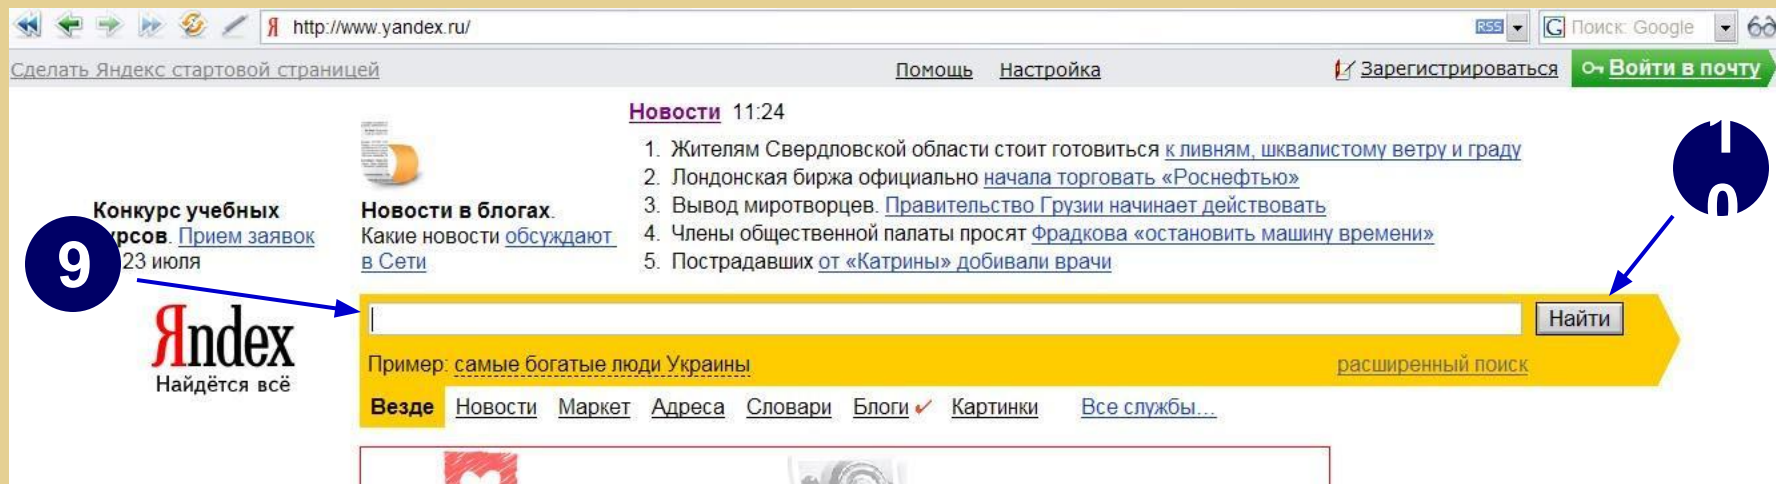 http://www.yandex.ru/
RSS
G Поиск: Google
Сделать Яндекс стартовой страницей
Помощь Настройка
Зарегистрироваться
Войти в почту
Новости 11:24
1. Жителям Свердловской области стоит готовиться к ливням, шквалистому ветру и граду
2. Лондонская биржа официально начала торговать «Роснефтью»
3. Вывод миротворцев. Правительство Грузии начинает действовать
4. Члены общественной палаты просят Фрадкова «остановить машину времени»
5. Пострадавших от «Катрины» добивали врачи
Конкурс учебных
Прием заявок
23 июля
Новости в блогах.
Какие новости обсуждают
в Сети
9
10
Яndex
Найдётся всё
Найти
Пример: самые богатые люди Украины
расширенный поиск
Везде Новости Маркет Адреса Словари Блоги Картинки Все службы...